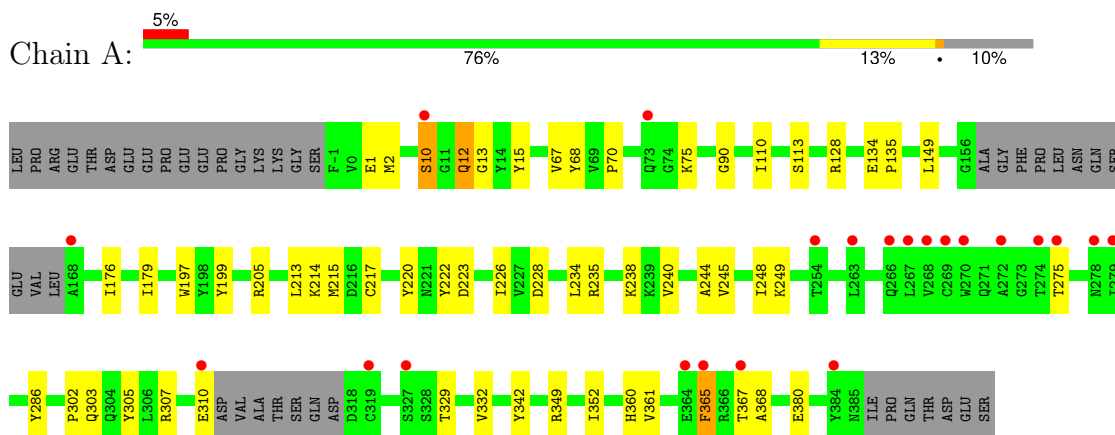 5%
Chain A:
76% 13% • 10%
LEU PRO ARG GLU THR ASP GLU GLU PRO GLU GLU PRO GLY LYS LYS GLY SER F-1 V0 E1 M2 S10 G11 Q12 G13 Y14 Y15 V67 Y68 V69 P70 Q73 G74 K75 G90 I110 S113 R128 E134 P135 L149 G156 ALA GLY PHE PRO LEU ASN GLN SER
GLU VAL LEU A168 I176 I179 W197 Y198 Y199 R205 L213 K214 M215 D216 C217 Y220 N221 Y222 D223 I226 V227 D228 L234 R235 K238 K239 V240 A244 V245 I248 K249 T254 L263 Q266 L267 V268 C269 W270 Q271 A272 G273 T274 T275 N278 I279
Y286 P302 Q303 Q304 Y305 L306 R307 E310 ASP VAL ALA THR SER GLN ASP D318 C319 S327 S328 T329 V332 Y342 R349 I352 H360 V361 E364 F365 R366 T367 A368 E380 Y384 N385 ILE PRO GLN THR ASP GLU SER